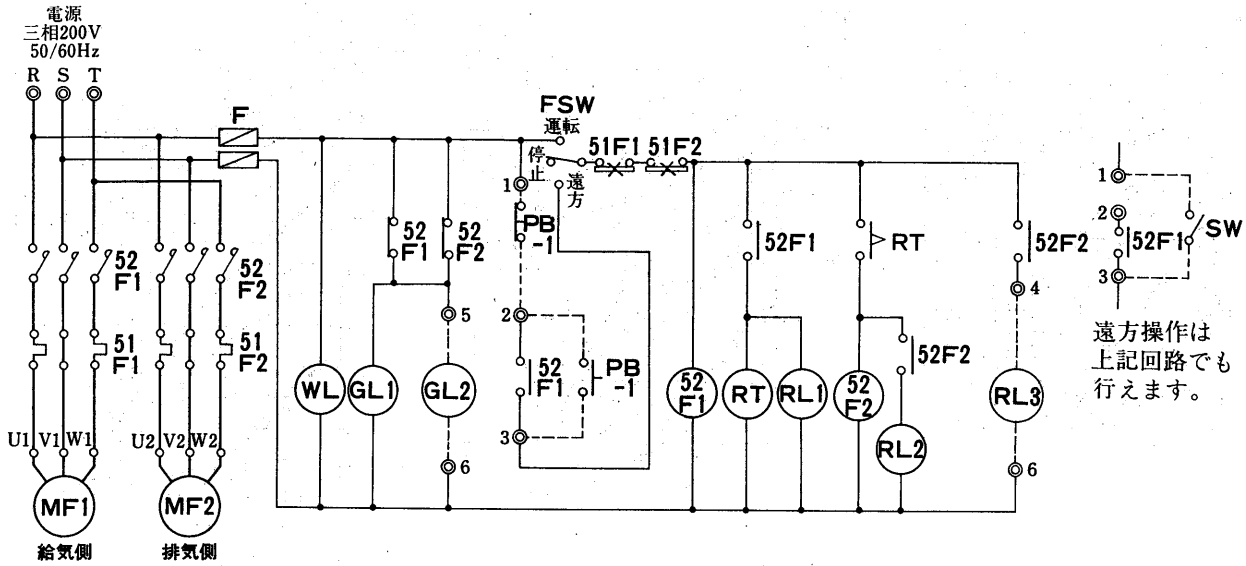 電源
三相200V
50/60Hz
R S T
F
FSW
運転
停止
遠方
51F1 51F2
1
PB
-1
52
F1
52
F2
52F1
RT
52F2
1
2
52F1
SW
3
52
F1
52
F2
5
2
4
遠方操作は
上記回路でも
行えます。
51
F1
51
F2
52
F1
PB
-1
52F2
WL
GL1
GL2
52
F1
RT
RL1
52
F2
RL3
3
RL2
U1 V1 W1
U2 V2 W2
6
6
MF1
MF2
給気側
排気側